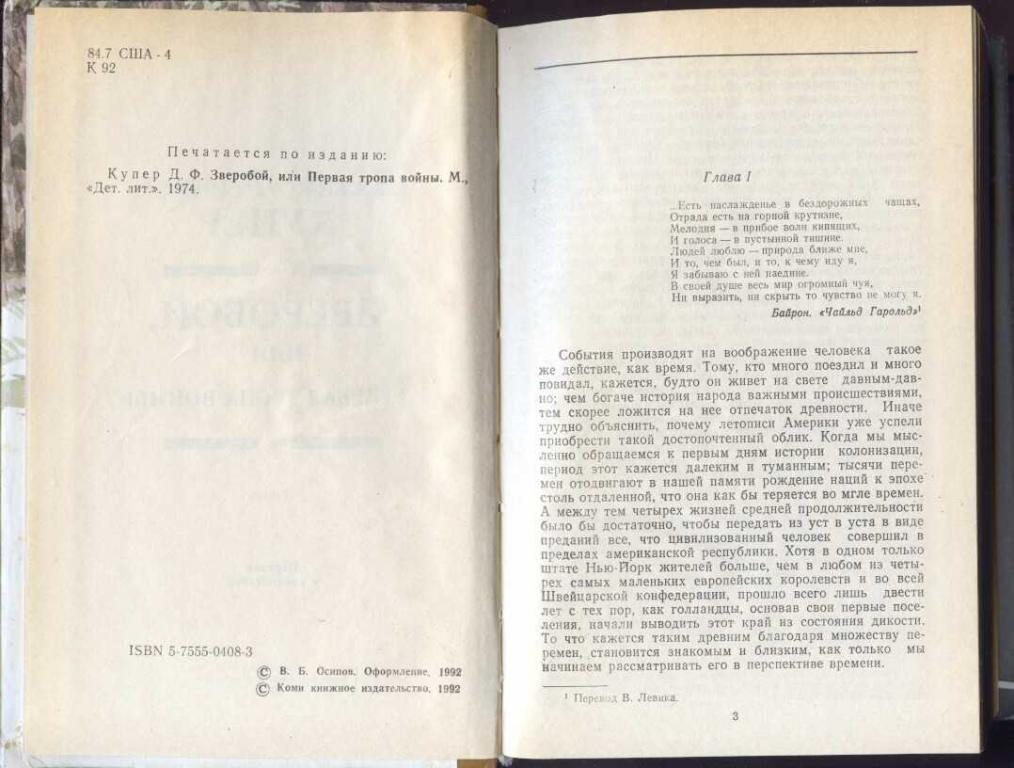 84.7 США - 4
К 92
Печатается по изданию:
Купер Д. Ф. Зверобой, или Первая тропа войны. М.,
«Дет. лит.». 1974.
ISBN 5-7555-0408-3
© В. Б. Осипов. Оформление, 1992
© Коми книжное издательство, 1992
Глава I
...Есть наслажденье в бездорожных чащах,
Отрада есть на горной крутизне,
Мелодия — в прибое волн кипящих,
И голоса — в пустынной тишине.
Людей люблю — природа ближе мне,
И то, чем был, и то, к чему иду я,
Я забываю с ней наедине.
В своей душе весь мир огромный чуя,
Ни выразить, ни скрыть то чувство не могу я.
Байрон. «Чайльд Гарольд»¹
События производят на воображение человека такое
же действие, как время. Тому, кто много поездил и много
повидал, кажется, будто он живет на свете давным-дав-
но; чем богаче история народа важными происшествиями,
тем скорее ложится на нее отпечаток древности. Иначе
трудно объяснить, почему летописи Америки уже успели
приобрести такой достопочтенный облик. Когда мы мыс-
ленно обращаемся к первым дням истории колонизации,
период этот кажется далеким и туманным; тысячи пере-
мен отодвигают в нашей памяти рождение наций к эпохе
столь отдаленной, что она как бы теряется во мгле времен.
А между тем четырех жизней средней продолжительности
было бы достаточно, чтобы передать из уст в уста в виде
преданий все, что цивилизованный человек совершил в
пределах американской республики. Хотя в одном только
штате Нью-Йорк жителей больше, чем в любом из четы-
рех самых маленьких европейских королевств и во всей
Швейцарской конфедерации, прошло всего лишь двести
лет с тех пор, как голландцы, основав свои первые посе-
ления, начали выводить этот край из состояния дикости.
То что кажется таким древним благодаря множеству пе-
ремен, становится знакомым и близким, как только мы
начинаем рассматривать его в перспективе времени.
¹ Перевод В. Левика.
3